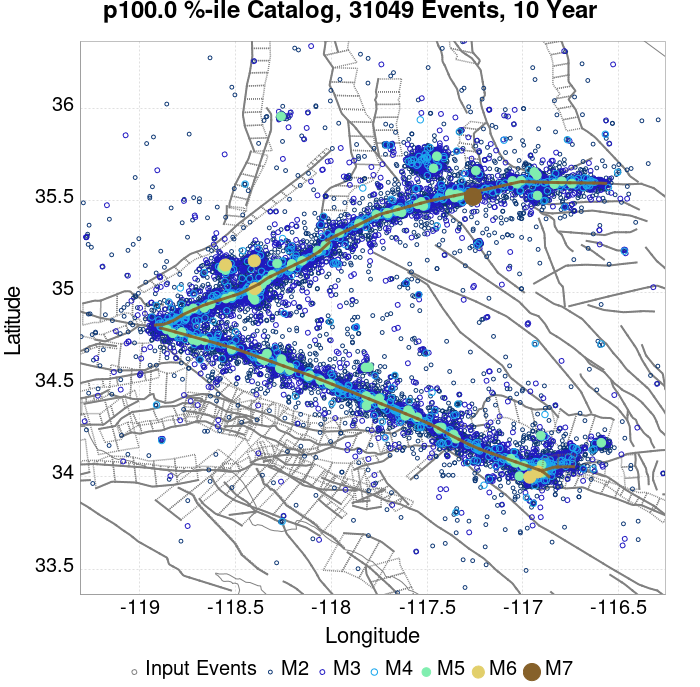 p100.0 %-ile Catalog, 31049 Events, 10 Year
36
35.5
35
34.5
34
33.5
Latitude
-119
-118.5
-118
-117.5
-117
-116.5
Longitude
Input Events
M2
M3
M4
M5
M6
M7